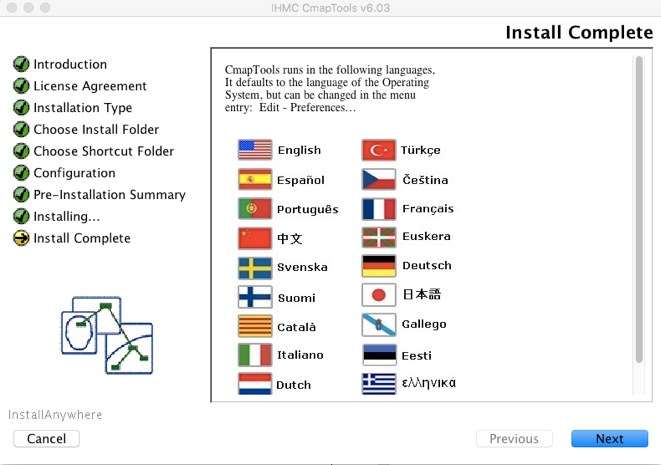 IHMC CmapTools v6.03
Install Complete
Introduction
License Agreement
Installation Type
Choose Install Folder
Choose Shortcut Folder
Configuration
Pre-Installation Summary
Installing...
Install Complete
CmapTools runs in the following languages,
It defaults to the language of the Operating
System, but can be changed in the menu
entry: Edit - Preferences...
English Türkçe
Español Čeština
Português Français
中文 Euskera
Svenska Deutsch
Suomi 日本語
Català Gallego
Italiano Eesti
Dutch ελληνικά
InstallAnywhere
Cancel Previous Next